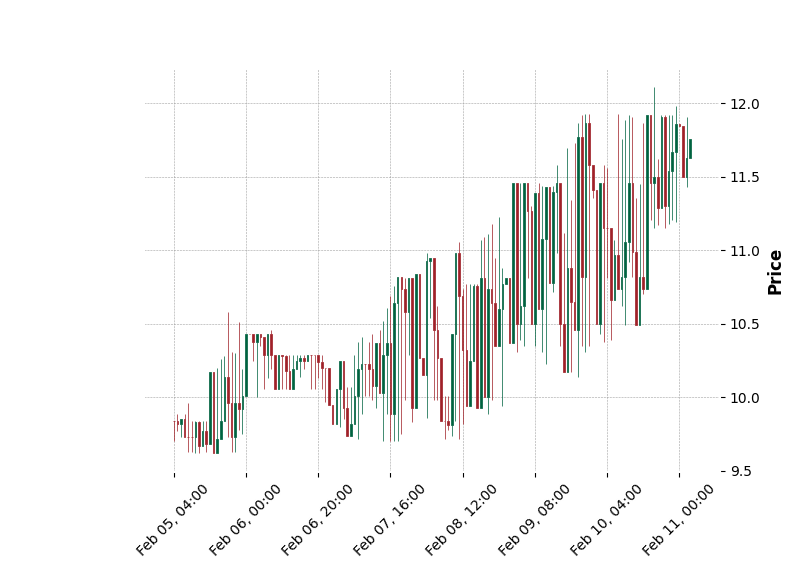 12.0
11.5
11.0
10.5
10.0
9.5
Price
Feb 05, 04:00
Feb 06, 00:00
Feb 06, 20:00
Feb 07, 16:00
Feb 08, 12:00
Feb 09, 08:00
Feb 10, 04:00
Feb 11, 00:00